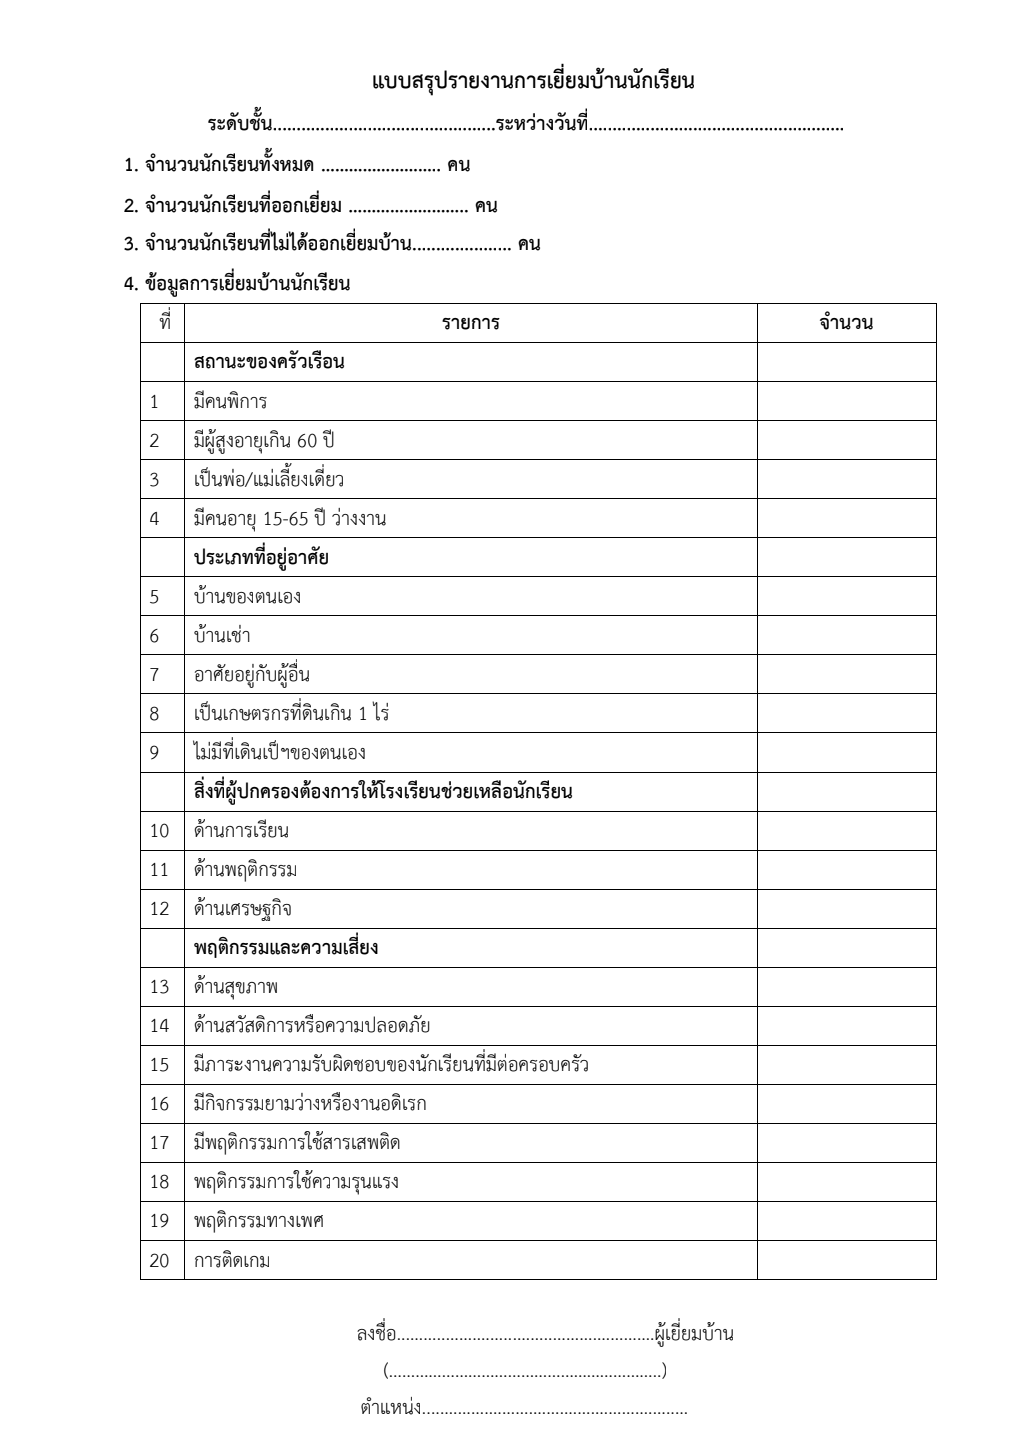 แบบสรุปรายงานการเยี่ยมบ้านนักเรียน
ระดับชั้น...............................................ระหว่างวันที่......................................................
1. จำนวนนักเรียนทั้งหมด ......................... คน
2. จำนวนนักเรียนที่ออกเยี่ยม ......................... คน
3. จำนวนนักเรียนที่ไม่ได้ออกเยี่ยมบ้าน..................... คน
4. ข้อมูลการเยี่ยมบ้านนักเรียน
ที่ รายการ จำนวน
สถานะของครัวเรือน
1 มีคนพิการ
2 มีผู้สูงอายุเกิน 60 ปี
3 เป็นพ่อ/แม่เลี้ยงเดี่ยว
4 มีคนอายุ 15-65 ปี ว่างงาน
ประเภทที่อยู่อาศัย
5 บ้านของตนเอง
6 บ้านเช่า
7 อาศัยอยู่กับผู้อื่น
8 เป็นเกษตรกรที่ดินเกิน 1 ไร่
9 ไม่มีที่เดินเป็ฯของตนเอง
สิ่งที่ผู้ปกครองต้องการให้โรงเรียนช่วยเหลือนักเรียน
10 ด้านการเรียน
11 ด้านพฤติกรรม
12 ด้านเศรษฐกิจ
พฤติกรรมและความเสี่ยง
13 ด้านสุขภาพ
14 ด้านสวัสดิการหรือความปลอดภัย
15 มีภาระงานความรับผิดชอบของนักเรียนที่มีต่อครอบครัว
16 มีกิจกรรมยามว่างหรืองานอดิเรก
17 มีพฤติกรรมการใช้สารเสพติด
18 พฤติกรรมการใช้ความรุนแรง
19 พฤติกรรมทางเพศ
20 การติดเกม
ลงชื่อ..........................................................ผู้เยี่ยมบ้าน
(..............................................................)
ตำแหน่ง............................................................